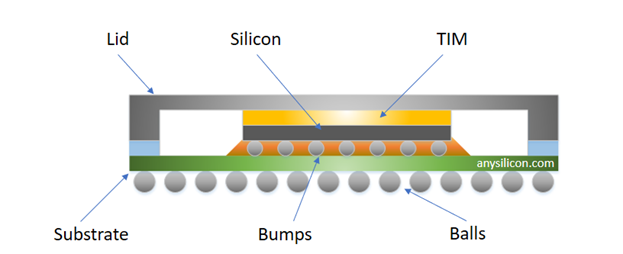 Lid
Silicon
TIM
anysilicon.com
Substrate
Bumps
Balls